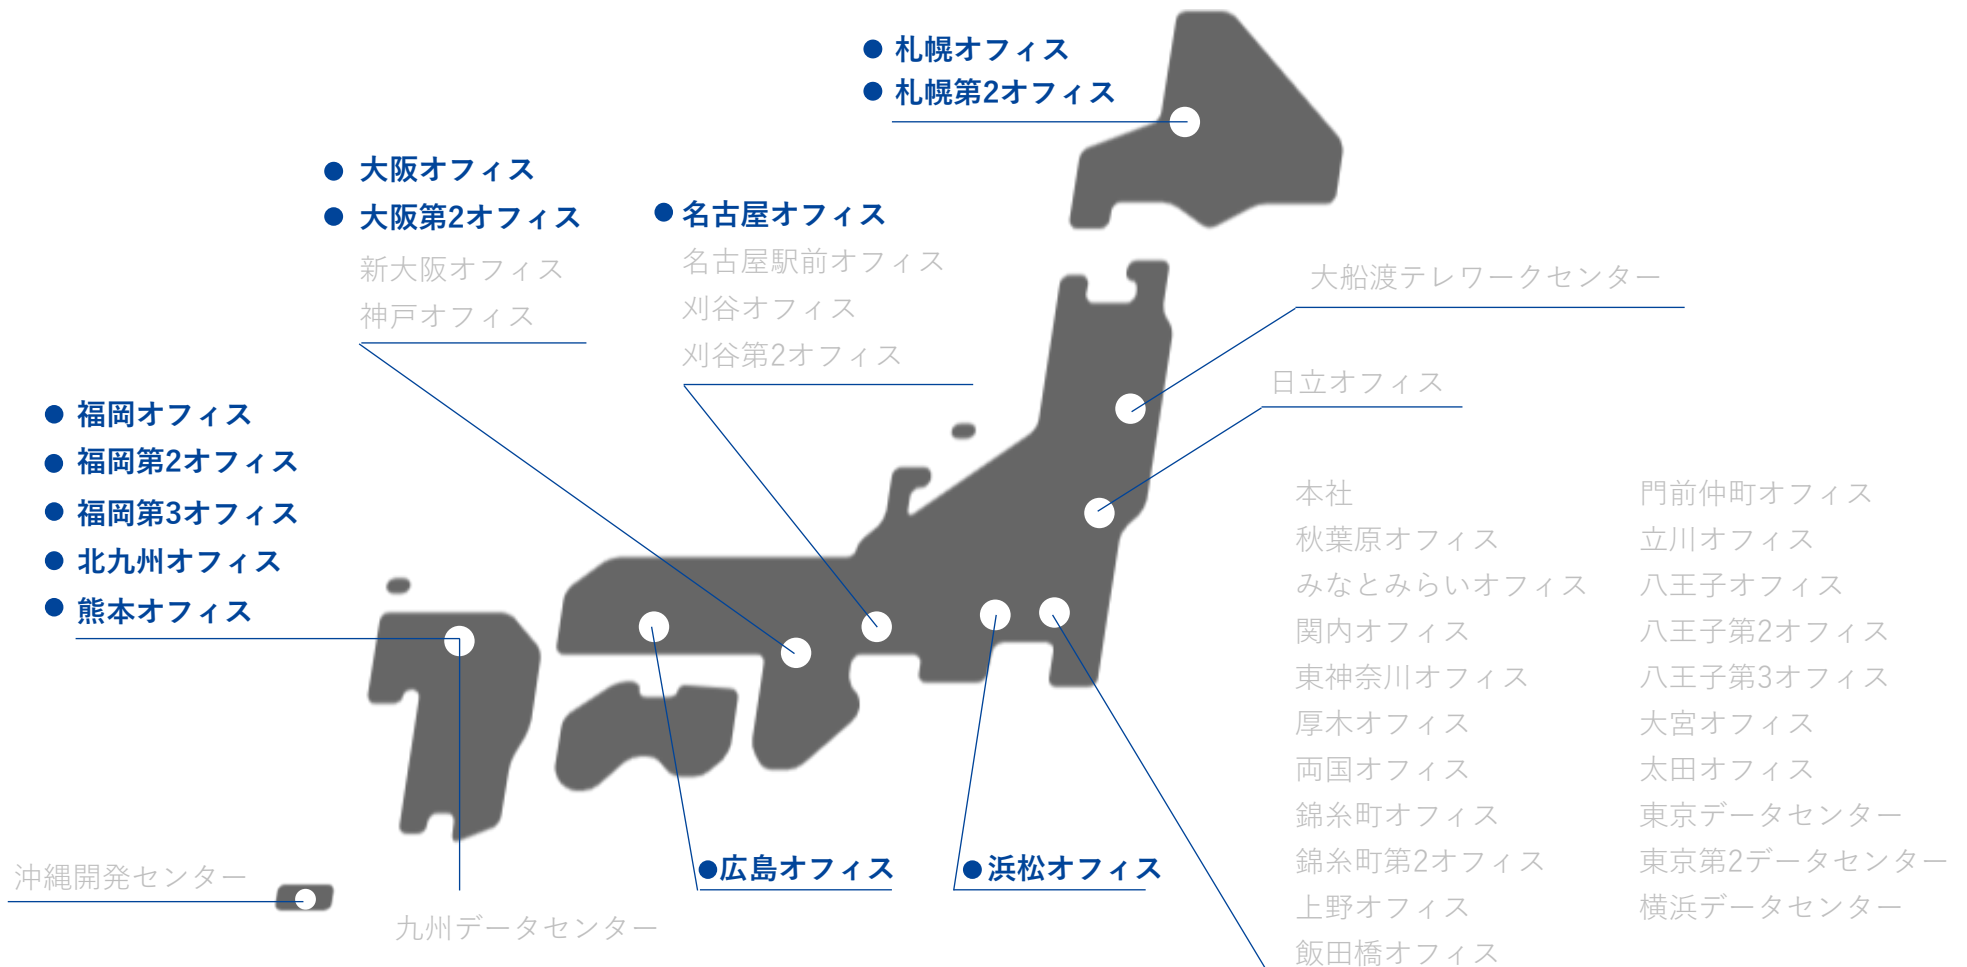 ● 札幌オフィス
● 札幌第2オフィス
● 大阪オフィス
● 大阪第2オフィス
新大阪オフィス
神戸オフィス
● 名古屋オフィス
名古屋駅前オフィス
刈谷オフィス
刈谷第2オフィス
大船渡テレワークセンター
日立オフィス
● 福岡オフィス
● 福岡第2オフィス
● 福岡第3オフィス
● 北九州オフィス
● 熊本オフィス
本社
秋葉原オフィス
みなとみらいオフィス
関内オフィス
東神奈川オフィス
厚木オフィス
両国オフィス
錦糸町オフィス
錦糸町第2オフィス
上野オフィス
飯田橋オフィス
門前仲町オフィス
立川オフィス
八王子オフィス
八王子第2オフィス
八王子第3オフィス
大宮オフィス
太田オフィス
東京データセンター
東京第2データセンター
横浜データセンター
●広島オフィス
●浜松オフィス
沖縄開発センター
九州データセンター